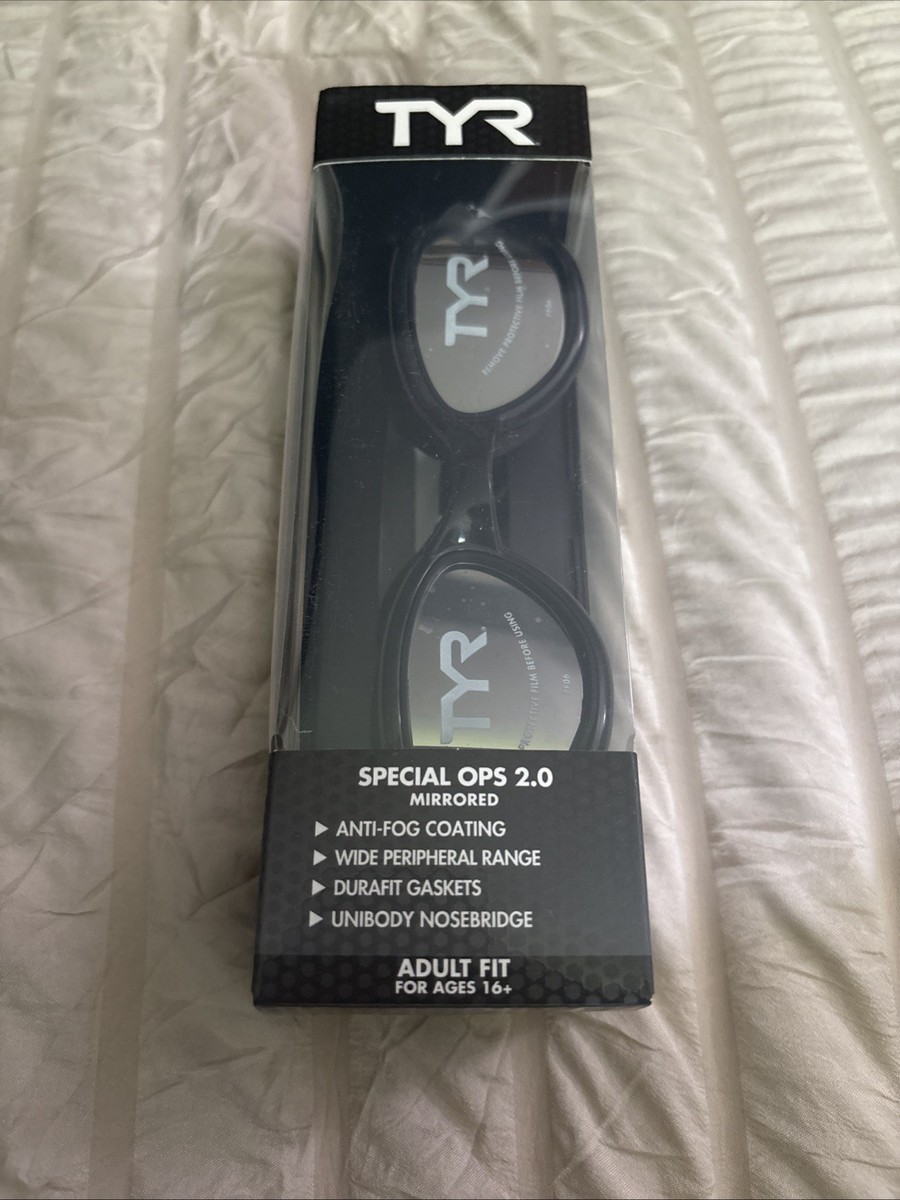 TYR
TYR
REMOVE PROTECTIVE FILM BEFORE
TYR
PROTECTIVE FILM BEFORE USING
SPECIAL OPS 2.0
MIRRORED
ANTI-FOG COATING
WIDE PERIPHERAL RANGE
DURAFIT GASKETS
UNIBODY NOSEBRIDGE
ADULT FIT
FOR AGES 16+